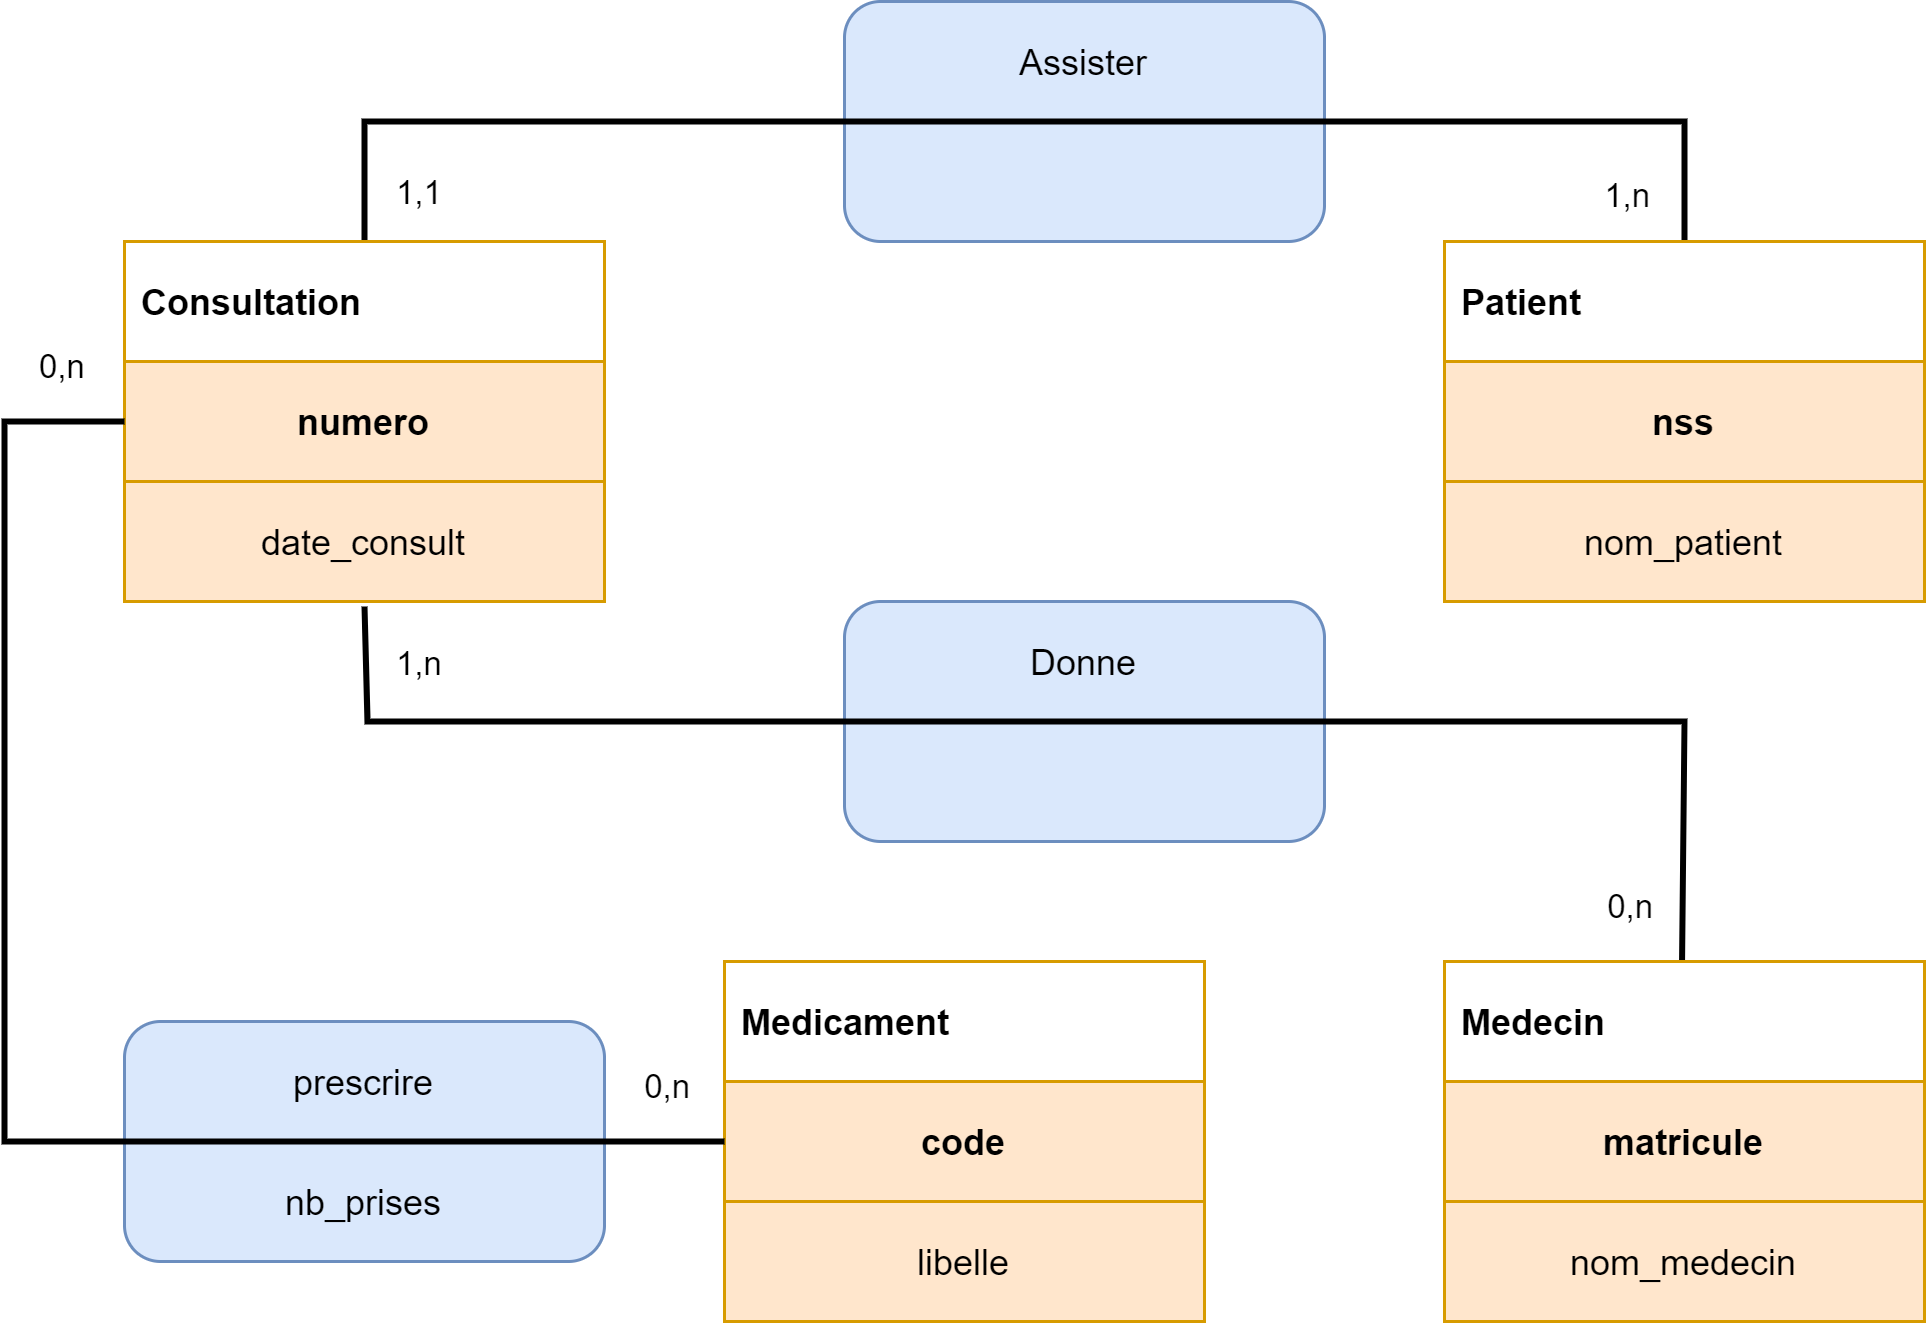 Assister
1,1
1,n
Consultation
numero
date_consult
Patient
nss
nom_patient
0,n
1,n
Donne
0,n
prescrire
nb_prises
0,n
Medicament
code
libelle
Medecin
matricule
nom_medecin